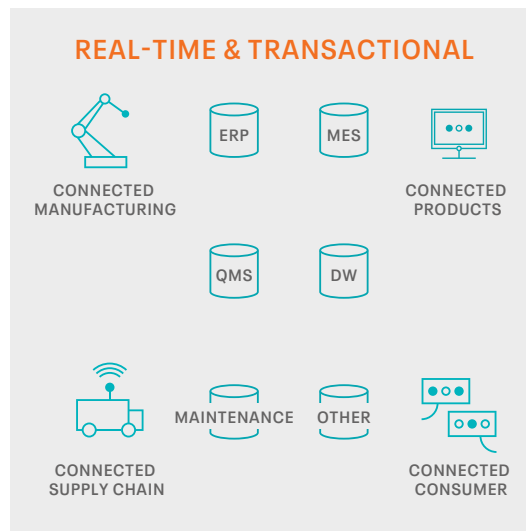 REAL-TIME & TRANSACTIONAL
ERP
MES
CONNECTED
MANUFACTURING
CONNECTED
PRODUCTS
QMS
DW
MAINTENANCE
OTHER
CONNECTED
SUPPLY CHAIN
CONNECTED
CONSUMER